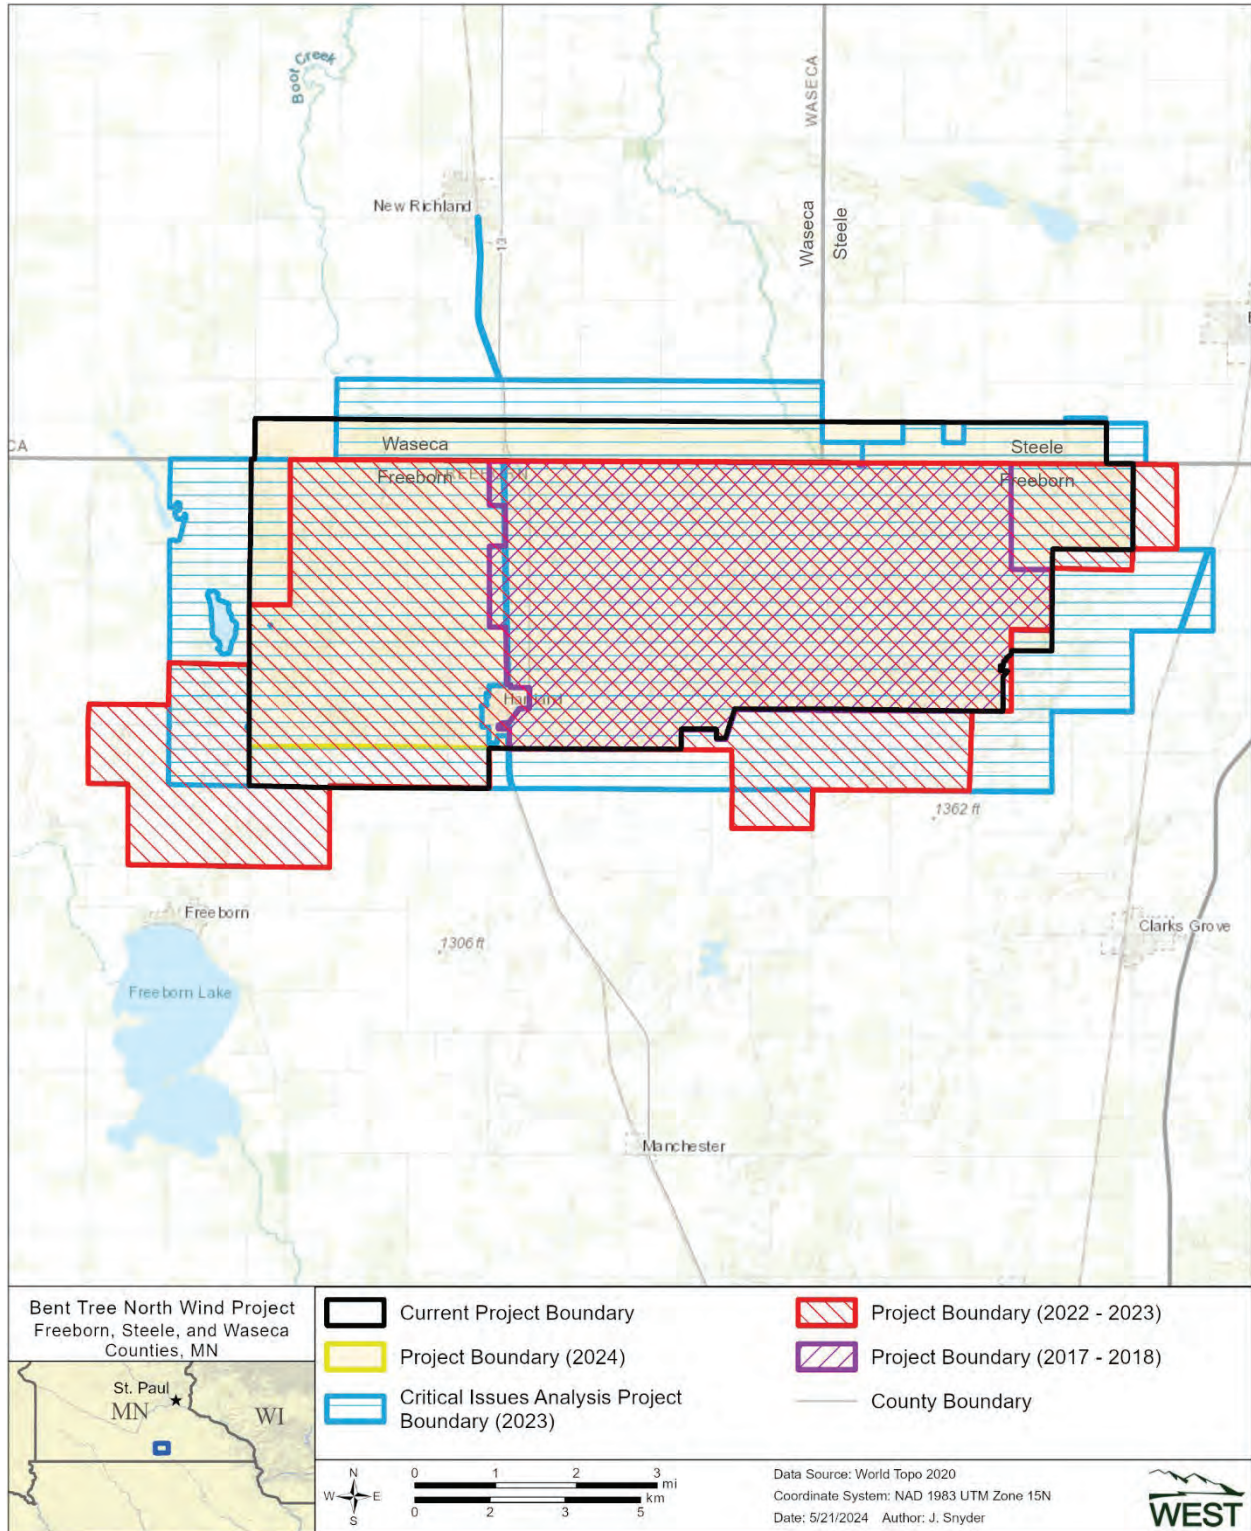 Boot Creek
WASECA
New Richland
13
Waseca
Steele
Waseca
Steele
CA
Freeborn
Freeborn
Hartland
1362 ft
Freeborn
1306 ft
Clarks Grove
Freeborn Lake
Manchester
Bent Tree North Wind Project
Freeborn, Steele, and Waseca
Counties, MN
St. Paul
MN
WI
Current Project Boundary
Project Boundary (2024)
Critical Issues Analysis Project
Boundary (2023)
Project Boundary (2022 - 2023)
Project Boundary (2017 - 2018)
County Boundary
N
W E
S
0 1 2 3
mi
km
0 2 3 5
Data Source: World Topo 2020
Coordinate System: NAD 1983 UTM Zone 15N
Date: 5/21/2024 Author: J. Snyder
WEST